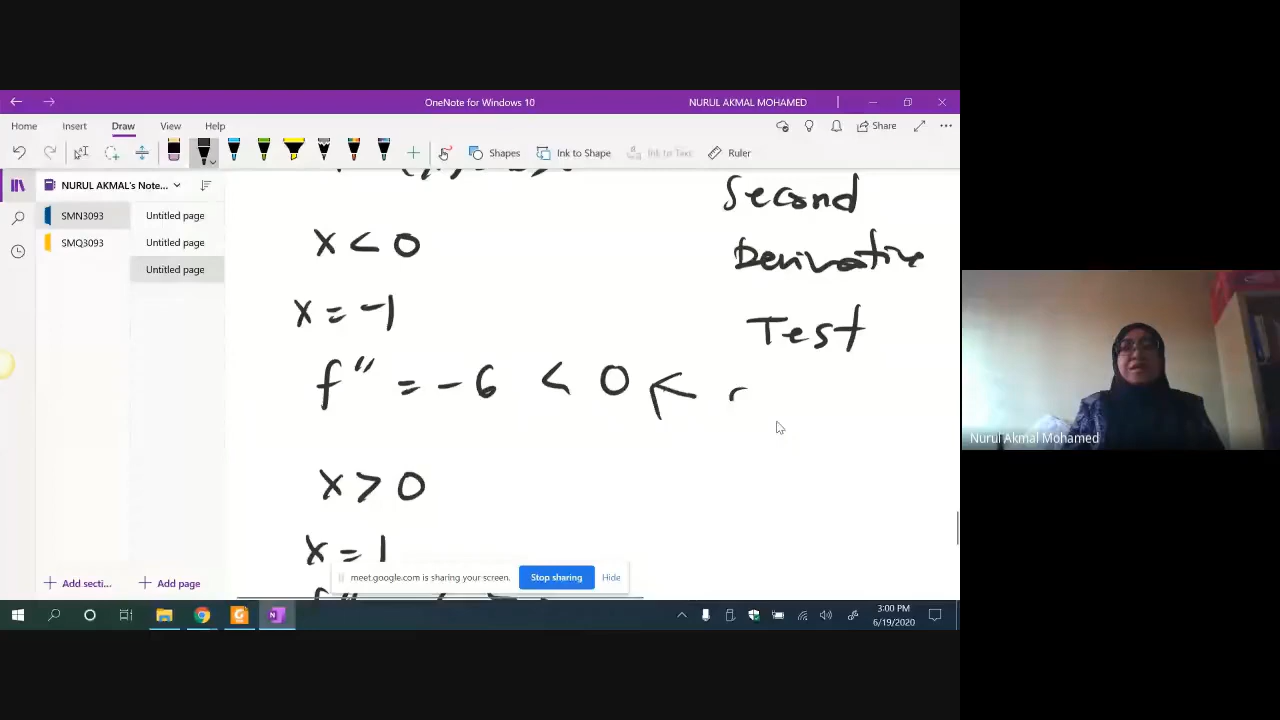 OneNote for Windows 10
NURUL AKMAL MOHAMED
Home Insert Draw View Help
Share
Shapes Ink to Shape Ink to Text Ruler
NURUL AKMAL's Note...
SMN3093
SMQ3093
Untitled page
Untitled page
Untitled page
Second
Derivative
Test
x < 0
x = -1
f" = -6 < 0 ←
x > 0
x = 1
meet.google.com is sharing your screen. Stop sharing Hide
Add secti... Add page
3:00 PM
6/19/2020
Nurul Akmal Mohamed